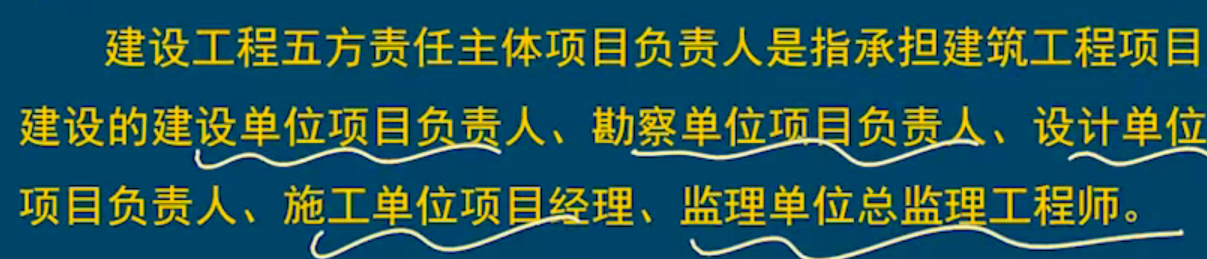 建设工程五方责任主体项目负责人是指承担建筑工程项目
建设的建设单位项目负责人、勘察单位项目负责人、设计单位
项目负责人、施工单位项目经理、监理单位总监理工程师。